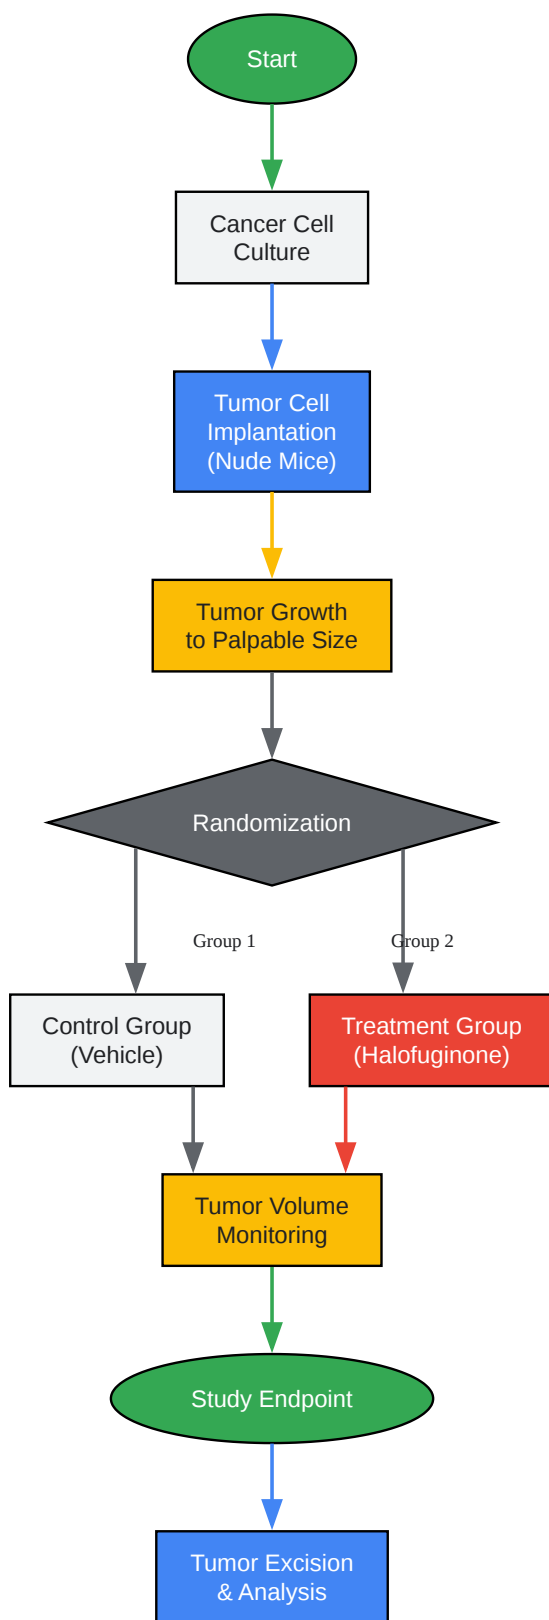 Start
Cancer Cell
Culture
Tumor Cell
Implantation
(Nude Mice)
Tumor Growth
to Palpable Size
Randomization
Group 1
Group 2
Control Group
(Vehicle)
Treatment Group
(Halofuginone)
Tumor Volume
Monitoring
Study Endpoint
Tumor Excision
& Analysis